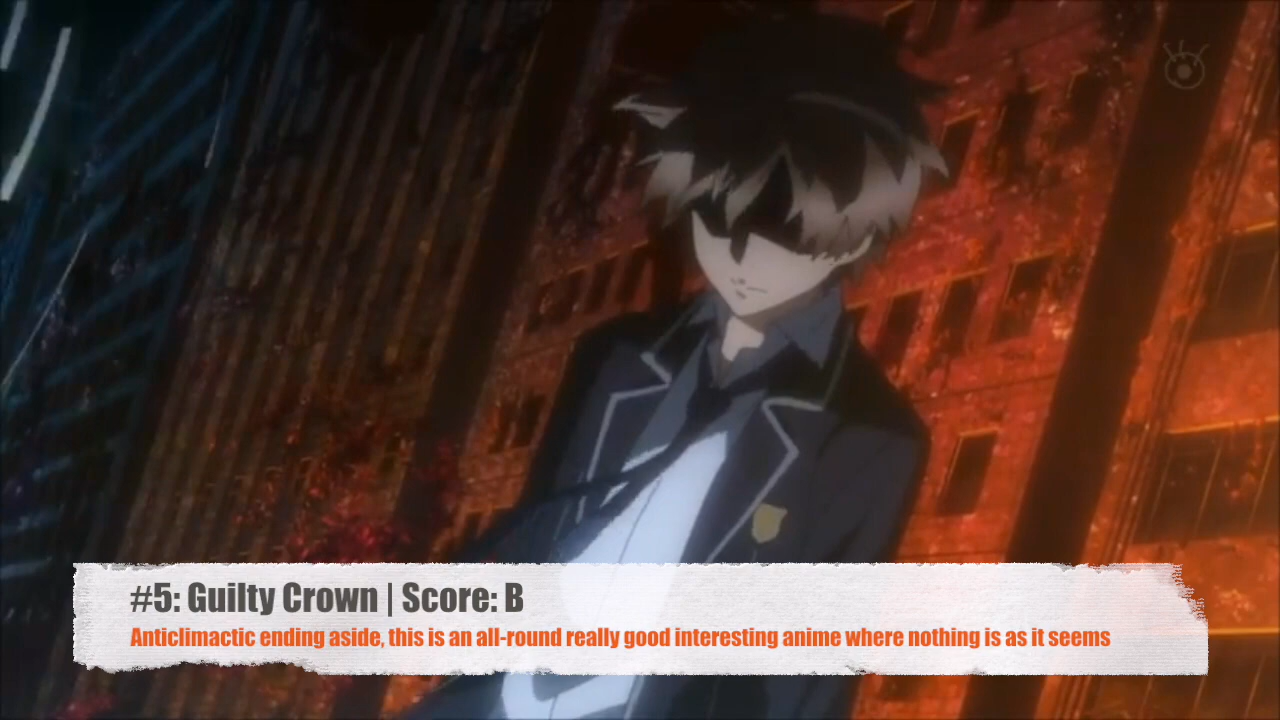 #5: Guilty Crown | Score: B
Anticlimactic ending aside, this is an all-round really good interesting anime where nothing is as it seems